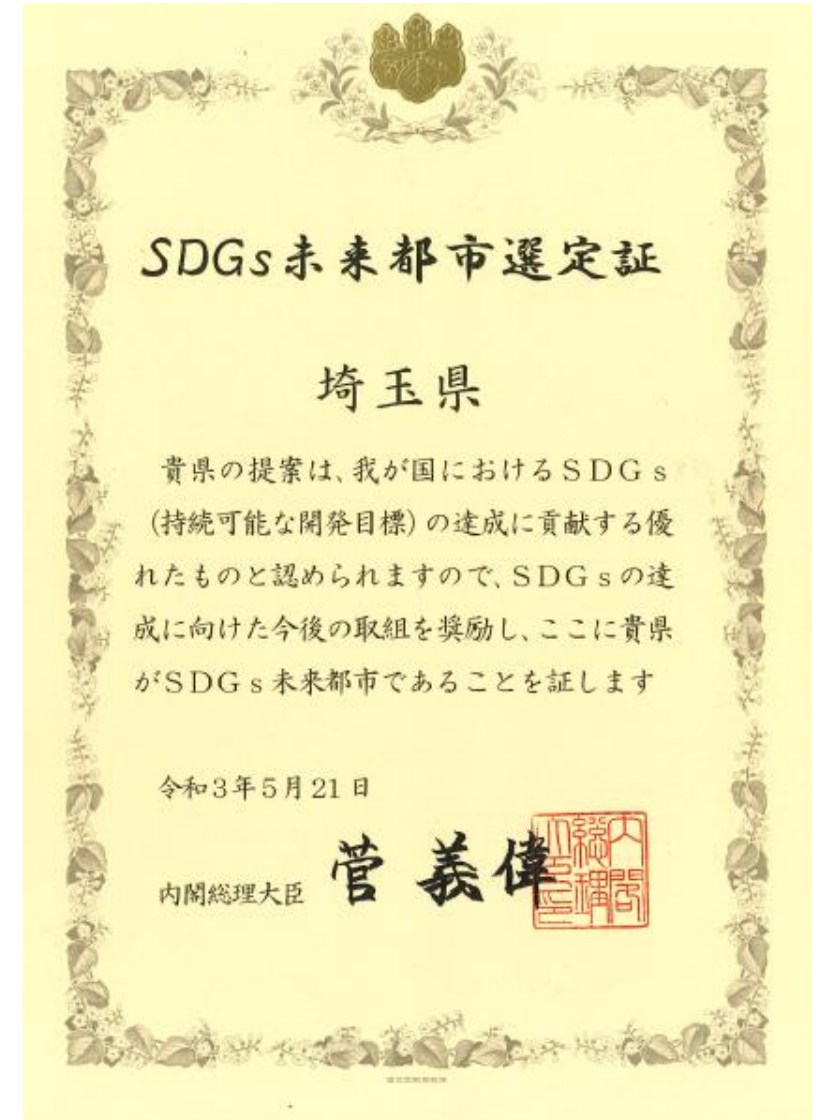 SDGs未来都市選定証
埼玉県
貴県の提案は、我が国におけるSDGs
(持続可能な開発目標)の達成に貢献する優
れたものと認められますので、SDGsの達
成に向けた今後の取組を奨励し、ここに貴県
がSDGs未来都市であることを証します
令和3年5月21日
内閣総理大臣 菅義偉
内閣総理大臣印